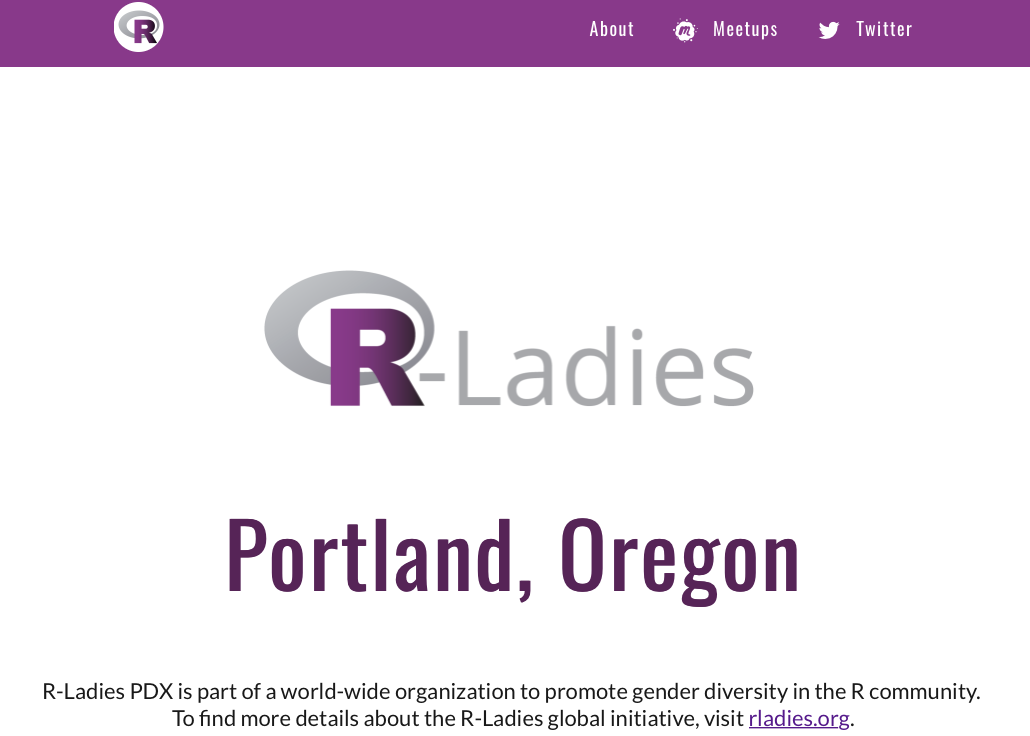 R
About
Meetups
Twitter
R-Ladies
Portland, Oregon
R-Ladies PDX is part of a world-wide organization to promote gender diversity in the R community.
To find more details about the R-Ladies global initiative, visit rladies.org.